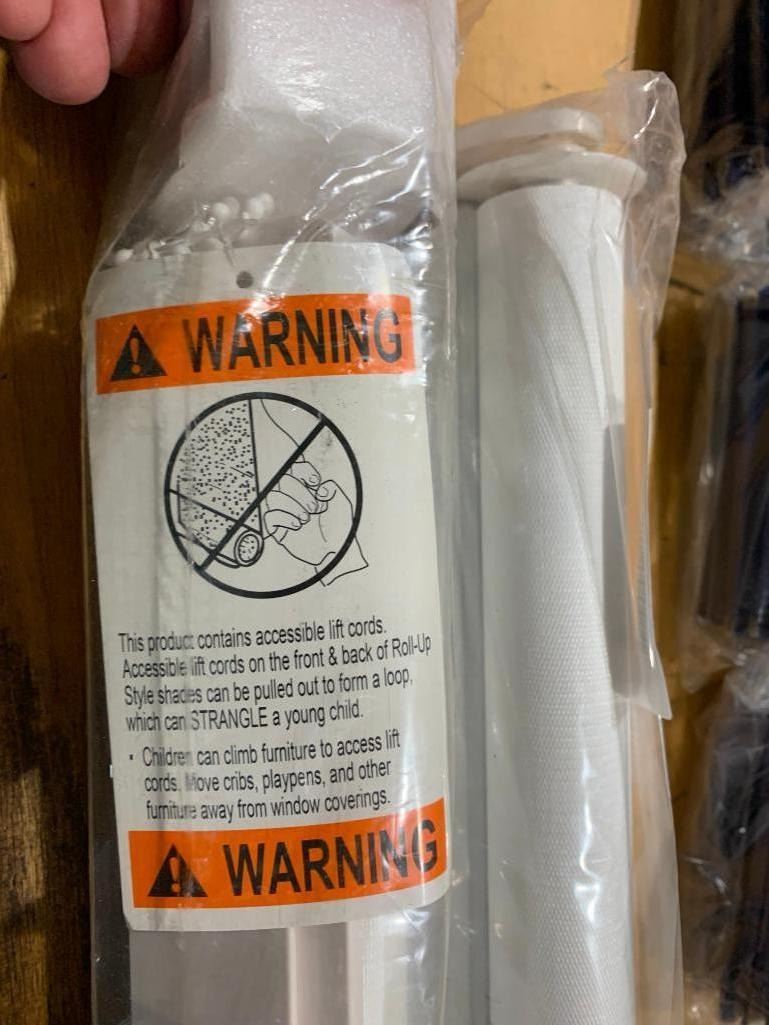 WARNING
This product contains accessible lift cords.
Accessible lift cords on the front & back of Roll-Up
Style shades can be pulled out to form a loop,
which can STRANGLE a young child.
• Children can climb furniture to access lift
cords. Move cribs, playpens, and other
furniture away from window coverings.
WARNING